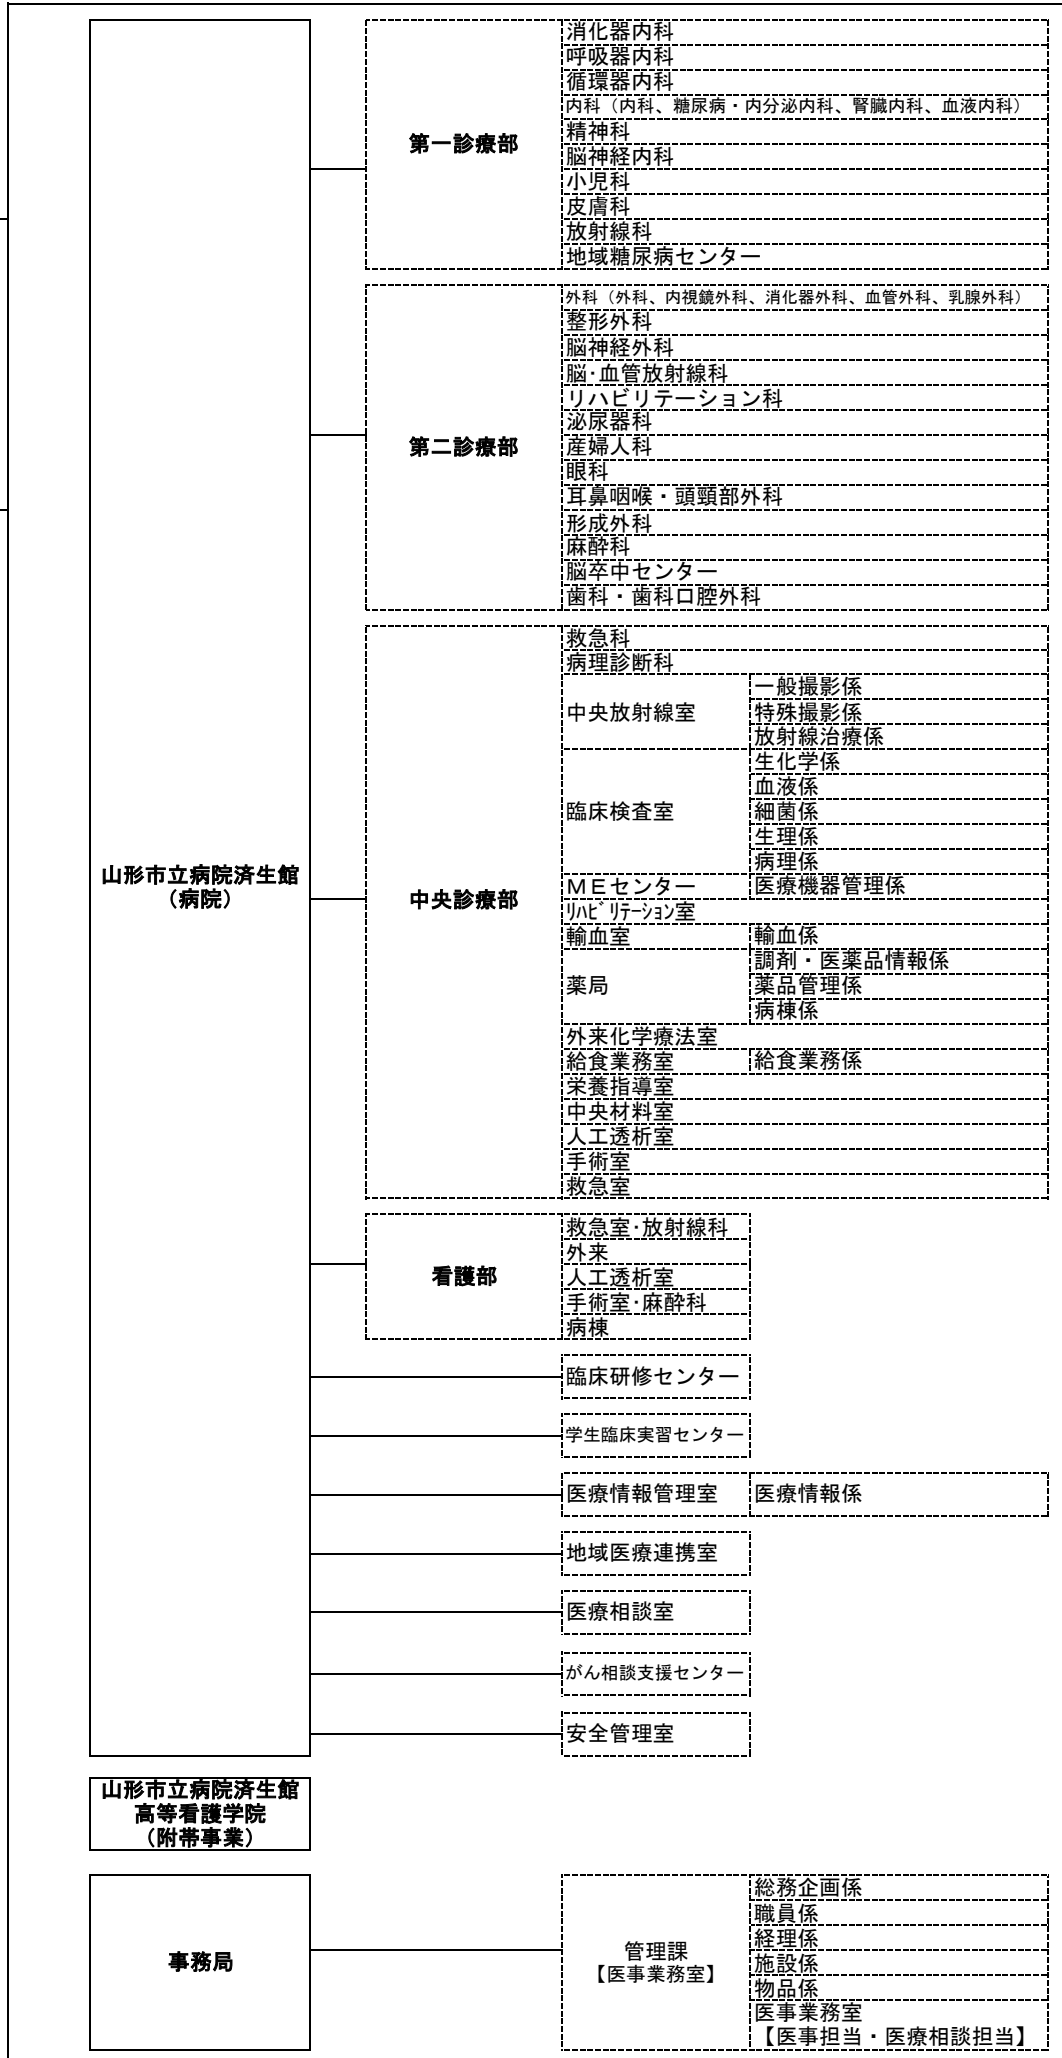 山形市立病院済生館
（病院）
第一診療部
消化器内科
呼吸器内科
循環器内科
内科（内科、糖尿病・内分泌内科、腎臓内科、血液内科）
精神科
脳神経内科
小児科
皮膚科
放射線科
地域糖尿病センター
第二診療部
外科（外科、内視鏡外科、消化器外科、血管外科、乳腺外科）
整形外科
脳神経外科
脳･血管放射線科
リハビリテーション科
泌尿器科
産婦人科
眼科
耳鼻咽喉・頭頸部外科
形成外科
麻酔科
脳卒中センター
歯科・歯科口腔外科
中央診療部
救急科
病理診断科
中央放射線室
一般撮影係
特殊撮影係
放射線治療係
臨床検査室
生化学係
血液係
細菌係
生理係
病理係
ＭＥセンター
医療機器管理係
ﾘﾊﾋﾞﾘﾃｰｼｮﾝ室
輸血室
輸血係
薬局
調剤・医薬品情報係
薬品管理係
病棟係
外来化学療法室
給食業務室
給食業務係
栄養指導室
中央材料室
人工透析室
手術室
救急室
看護部
救急室･放射線科
外来
人工透析室
手術室･麻酔科
病棟
臨床研修センター
学生臨床実習センター
医療情報管理室
医療情報係
地域医療連携室
医療相談室
がん相談支援センター
安全管理室
山形市立病院済生館
高等看護学院
（附帯事業）
事務局
管理課
【医事業務室】
総務企画係
職員係
経理係
施設係
物品係
医事業務室
【医事担当・医療相談担当】